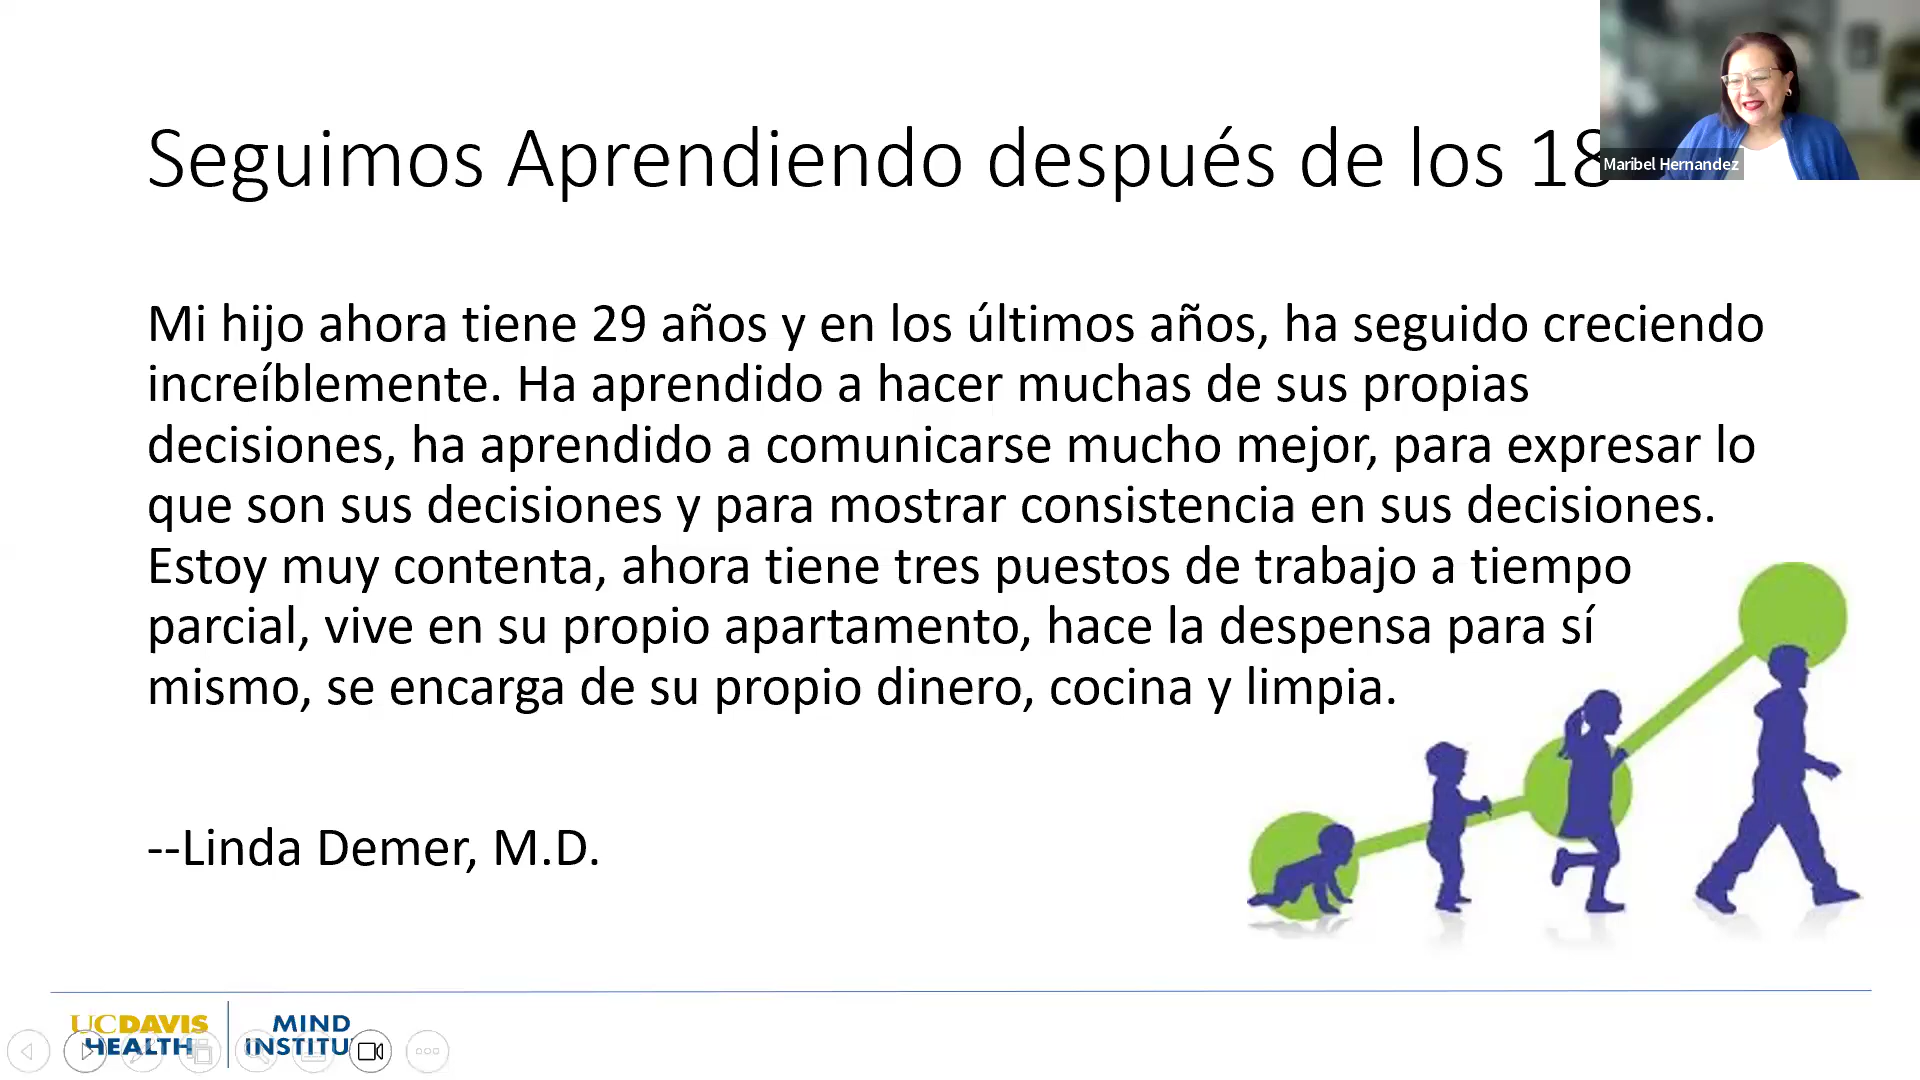 Seguimos Aprendiendo después de los 18
Maribel Hernandez
Mi hijo ahora tiene 29 años y en los últimos años, ha seguido creciendo
increíblemente. Ha aprendido a hacer muchas de sus propias
decisiones, ha aprendido a comunicarse mucho mejor, para expresar lo
que son sus decisiones y para mostrar consistencia en sus decisiones.
Estoy muy contenta, ahora tiene tres puestos de trabajo a tiempo
parcial, vive en su propio apartamento, hace la despensa para sí
mismo, se encarga de su propio dinero, cocina y limpia.
--Linda Demer, M.D.
UCDAVIS
HEALTH
MIND
INSTITU